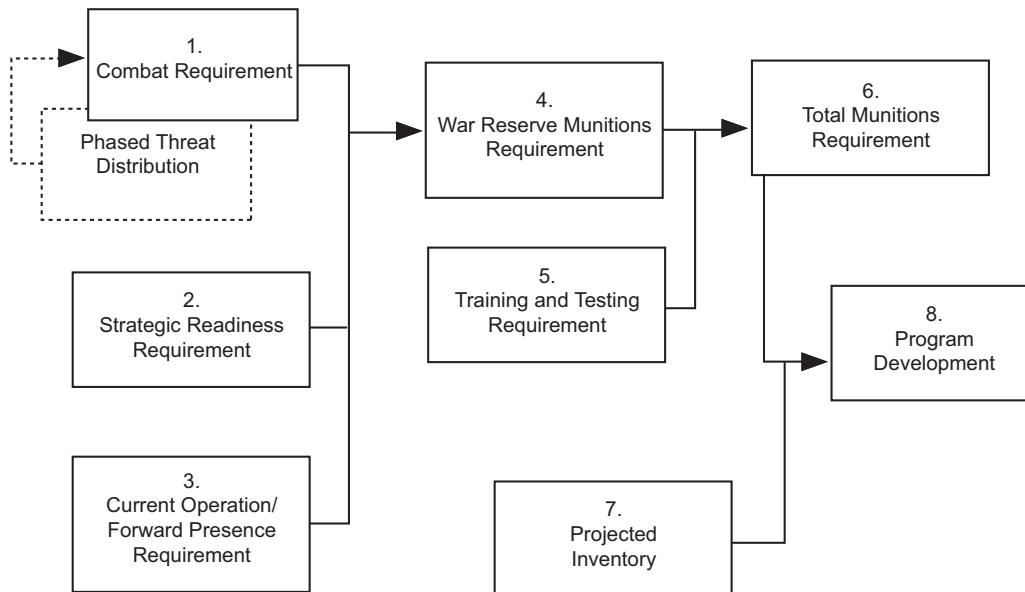 1.
Combat Requirement
Phased Threat
Distribution
2.
Strategic Readiness
Requirement
3.
Current Operation/
Forward Presence
Requirement
4.
War Reserve Munitions
Requirement
5.
Training and Testing
Requirement
6.
Total Munitions
Requirement
7.
Projected
Inventory
8.
Program
Development